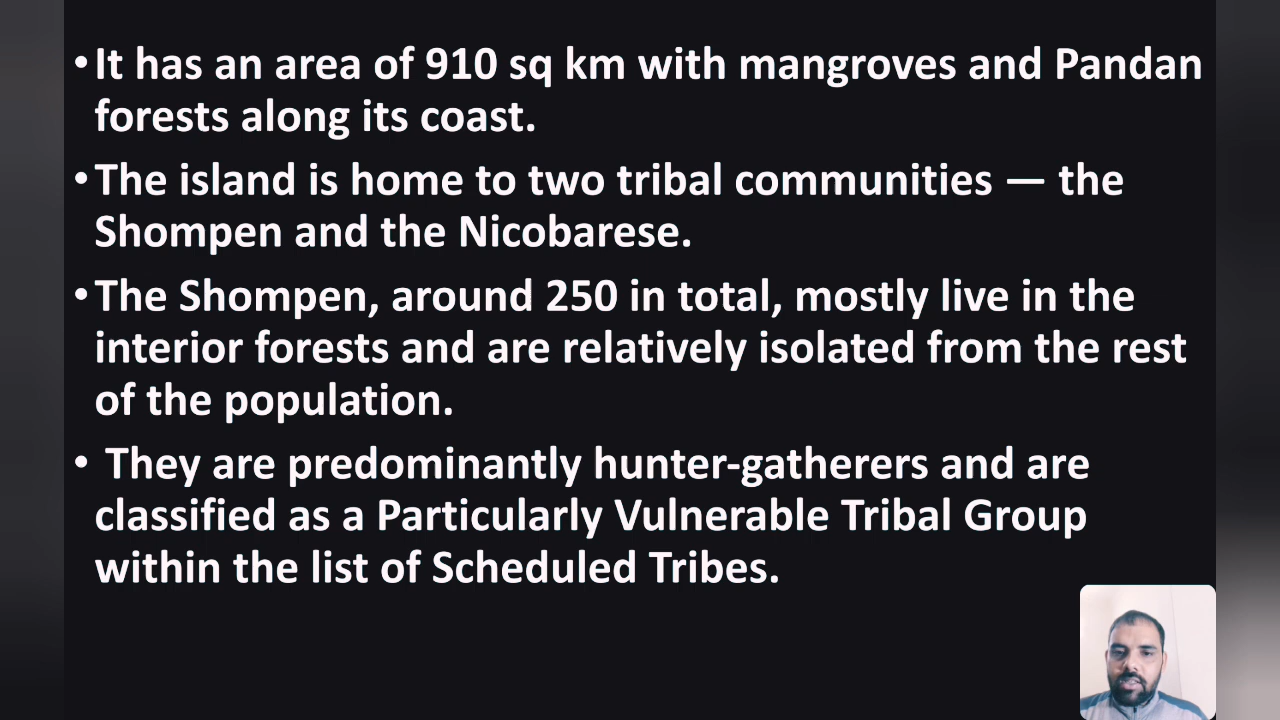 •It has an area of 910 sq km with mangroves and Pandan
forests along its coast.
•The island is home to two tribal communities — the
Shompen and the Nicobarese.
•The Shompen, around 250 in total, mostly live in the
interior forests and are relatively isolated from the rest
of the population.
• They are predominantly hunter-gatherers and are
classified as a Particularly Vulnerable Tribal Group
within the list of Scheduled Tribes.